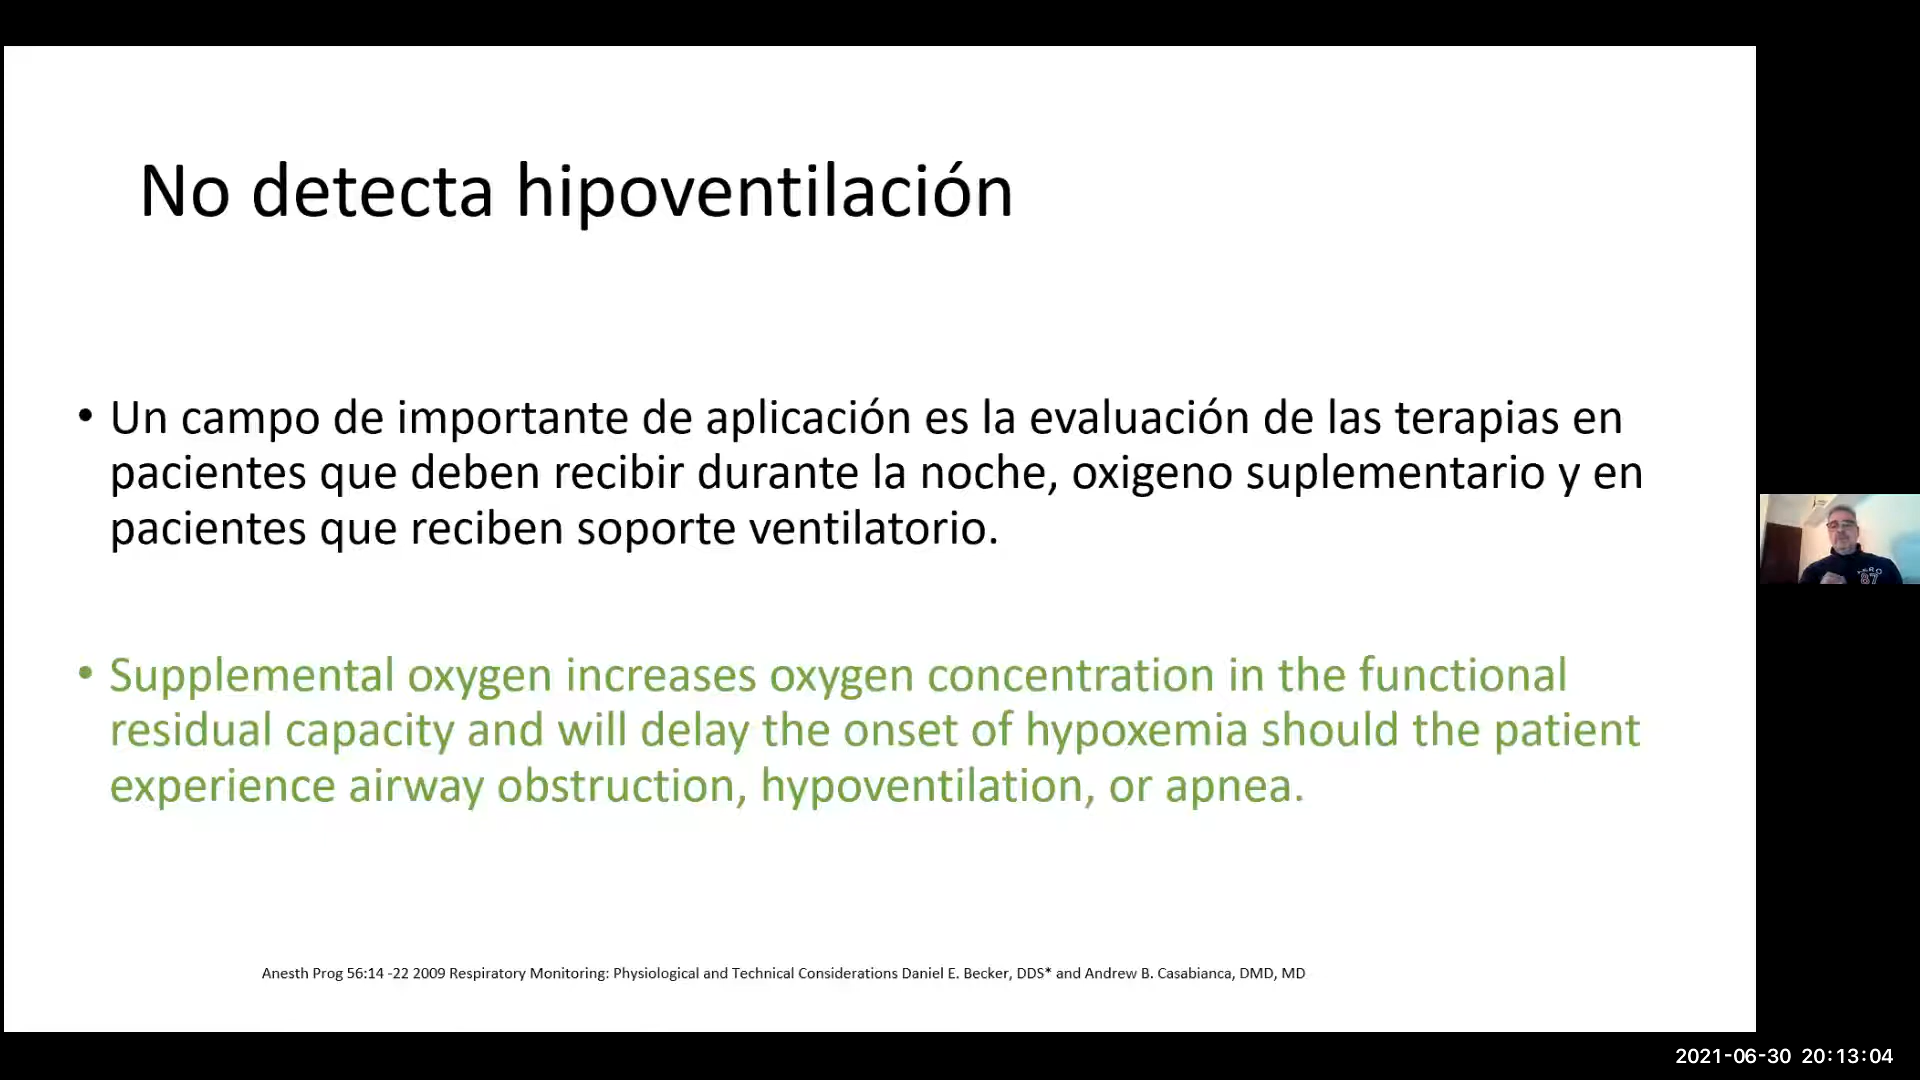 No detecta hipoventilación
• Un campo de importante de aplicación es la evaluación de las terapias en
pacientes que deben recibir durante la noche, oxigeno suplementario y en
pacientes que reciben soporte ventilatorio.
• Supplemental oxygen increases oxygen concentration in the functional
residual capacity and will delay the onset of hypoxemia should the patient
experience airway obstruction, hypoventilation, or apnea.
Anesth Prog 56:14 -22 2009 Respiratory Monitoring: Physiological and Technical Considerations Daniel E. Becker, DDS* and Andrew B. Casabianca, DMD, MD
87
2021-06-30 20:13:04